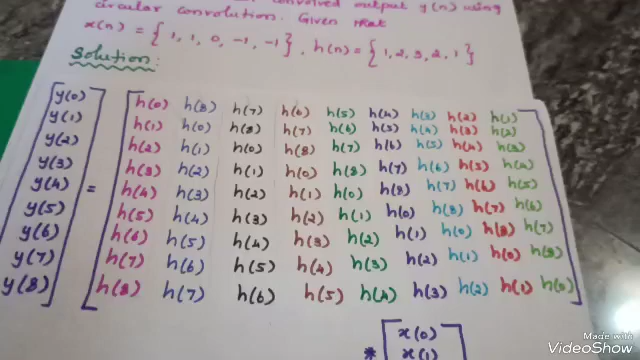 convolved output y(n) using
circular convolution. Given that
x(n) = { 1, 1, 0, -1, -1 }, h(n) = { 1, 2, 3, 2, 1 }
Solution:
y(0) h(0) h(8) h(7) h(6) h(5) h(4) h(3) h(2) h(1)
y(1) h(1) h(0) h(8) h(7) h(6) h(5) h(4) h(3) h(2)
y(2) h(2) h(1) h(0) h(8) h(7) h(6) h(5) h(4) h(3)
y(3) h(3) h(2) h(1) h(0) h(8) h(7) h(6) h(5) h(4)
y(4) = h(4) h(3) h(2) h(1) h(0) h(8) h(7) h(6) h(5)
y(5) h(5) h(4) h(3) h(2) h(1) h(0) h(8) h(7) h(6)
y(6) h(6) h(5) h(4) h(3) h(2) h(1) h(0) h(8) h(7)
y(7) h(7) h(6) h(5) h(4) h(3) h(2) h(1) h(0) h(8)
y(8) h(8) h(7) h(6) h(5) h(4) h(3) h(2) h(1) h(0)
* x(0)
x(1)
Made with
VideoShow